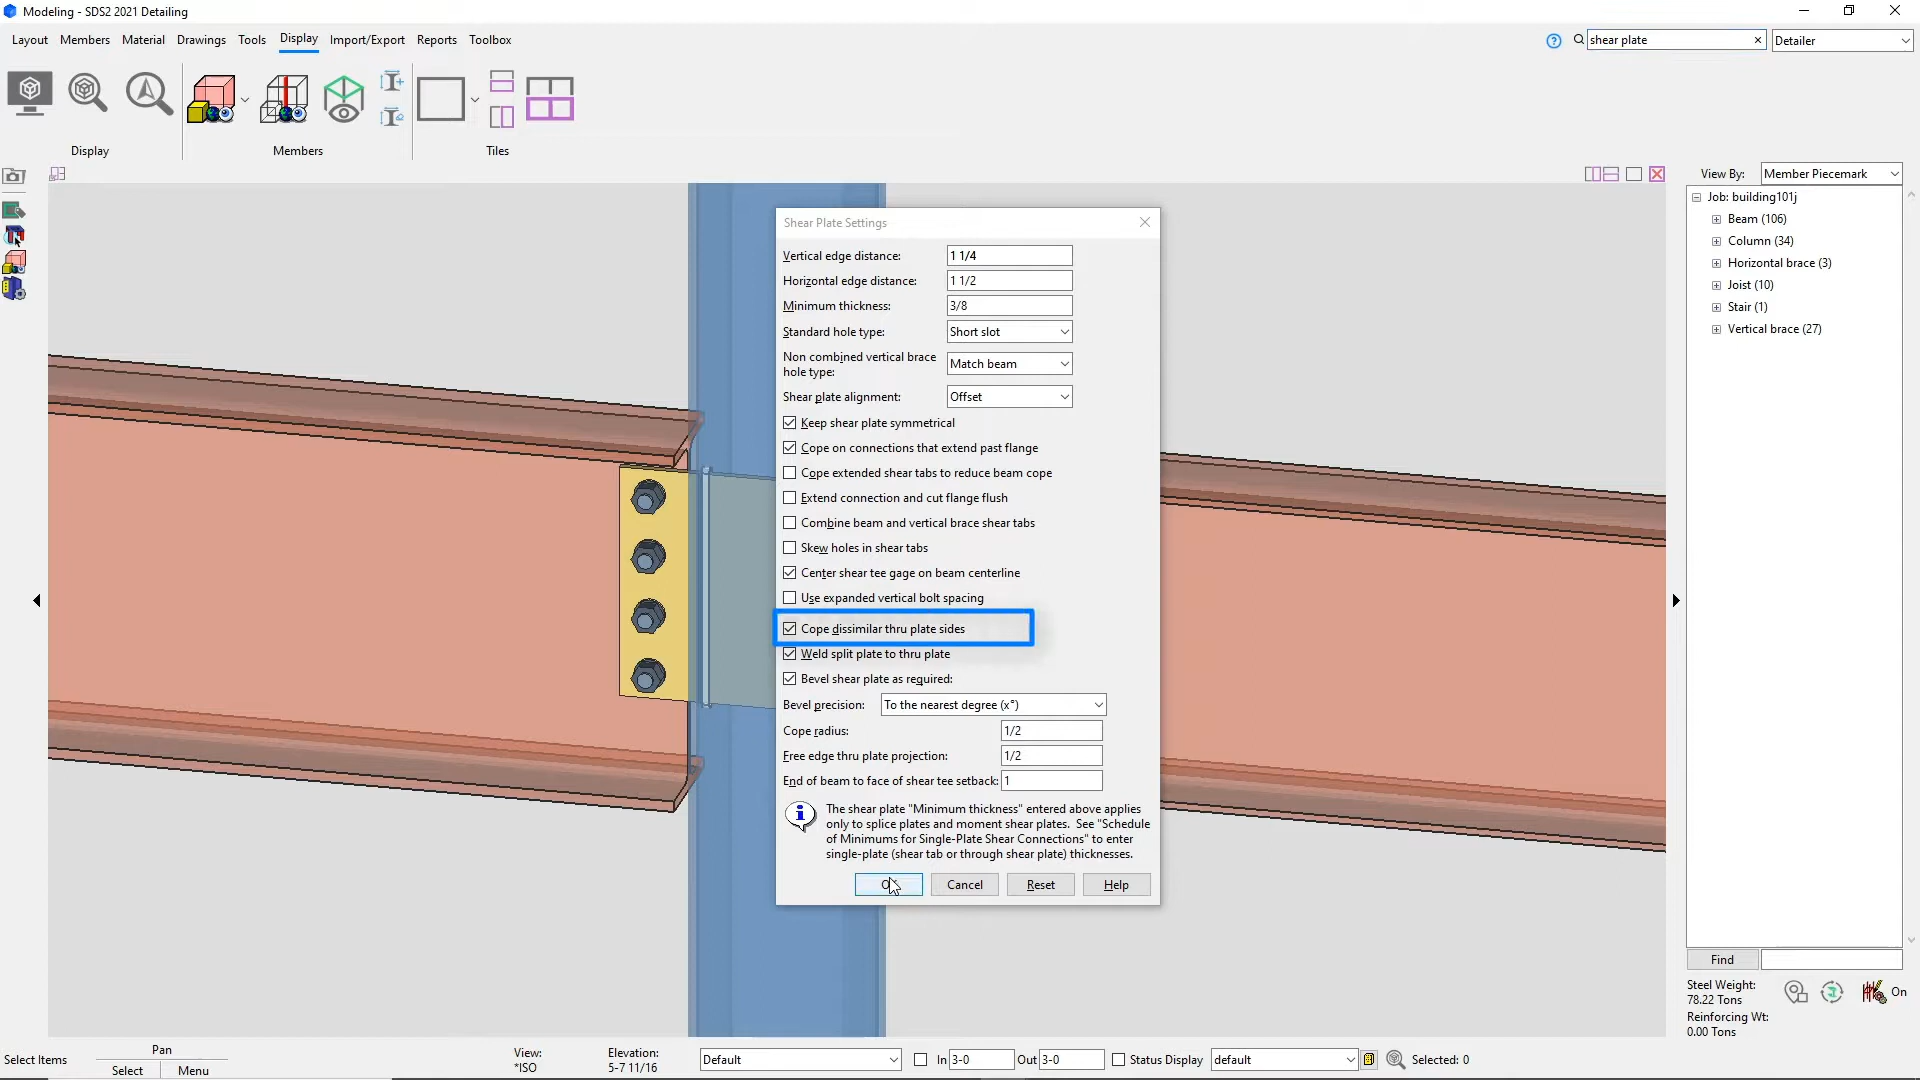 Modeling - SDS2 2021 Detailing
Layout Members Material Drawings Tools Display Import/Export Reports Toolbox
shear plate
Detailer
Display
Members
Tiles
View By: Member Piecemark
Job: building101j
Beam (106)
Column (34)
Horizontal brace (3)
Joist (10)
Stair (1)
Vertical brace (27)
Shear Plate Settings
Vertical edge distance: 1 1/4
Horizontal edge distance: 1 1/2
Minimum thickness: 3/8
Standard hole type: Short slot
Non combined vertical brace
hole type: Match beam
Shear plate alignment: Offset
Keep shear plate symmetrical
Cope on connections that extend past flange
Cope extended shear tabs to reduce beam cope
Extend connection and cut flange flush
Combine beam and vertical brace shear tabs
Skew holes in shear tabs
Center shear tee gage on beam centerline
Use expanded vertical bolt spacing
Cope dissimilar thru plate sides
Weld split plate to thru plate
Bevel shear plate as required:
Bevel precision: To the nearest degree (x°)
Cope radius: 1/2
Free edge thru plate projection: 1/2
End of beam to face of shear tee setback: 1
The shear plate "Minimum thickness" entered above applies
only to splice plates and moment shear plates. See "Schedule
of Minimums for Single-Plate Shear Connections" to enter
single-plate (shear tab or through shear plate) thicknesses.
Cancel Reset Help
Find
Steel Weight:
78.22 Tons
On
Reinforcing Wt:
0.00 Tons
Select Items
Pan
Select Menu
View:
*ISO
Elevation:
5-7 11/16
Default
In 3-0 Out 3-0
Status Display default
Selected: 0